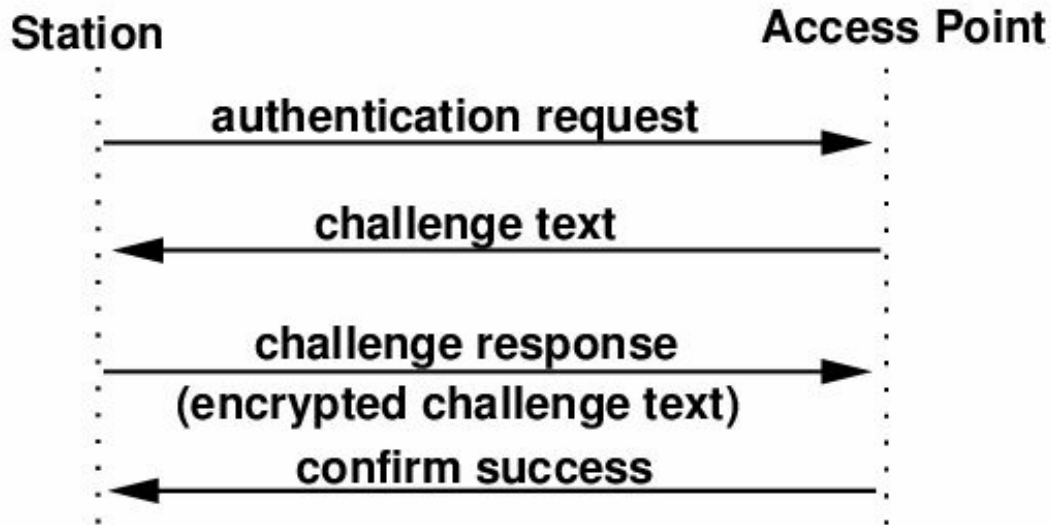 Station
Access Point
authentication request
challenge text
challenge response
(encrypted challenge text)
confirm success